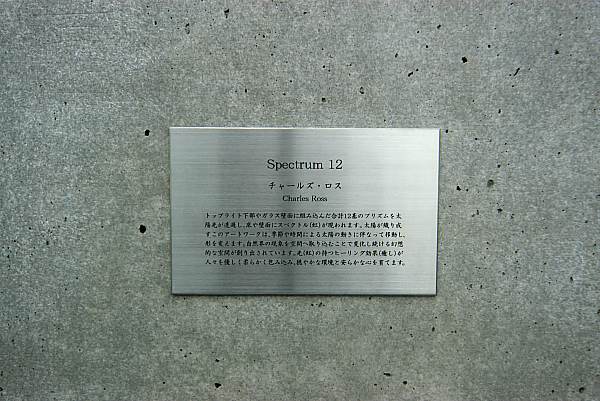 Spectrum 12
チャールズ・ロス
Charles Ross
トップライト下部やガラス壁面に組み込んだ合計12基のプリズムを太
陽光が透過し、床や壁面にスペクトル(虹)が現われます。太陽が織り成
すこのアートワークは、季節や時間による太陽の動きに伴なって移動し、
形を変えます。自然界の現象を空間へ取り込むことで変化し続ける幻想
的な空間が創り出されています。光(虹)の持つヒーリング効果(癒し)が
人々を優しく柔らかく包み込み、穏やかな環境と安らかな心を育てます。